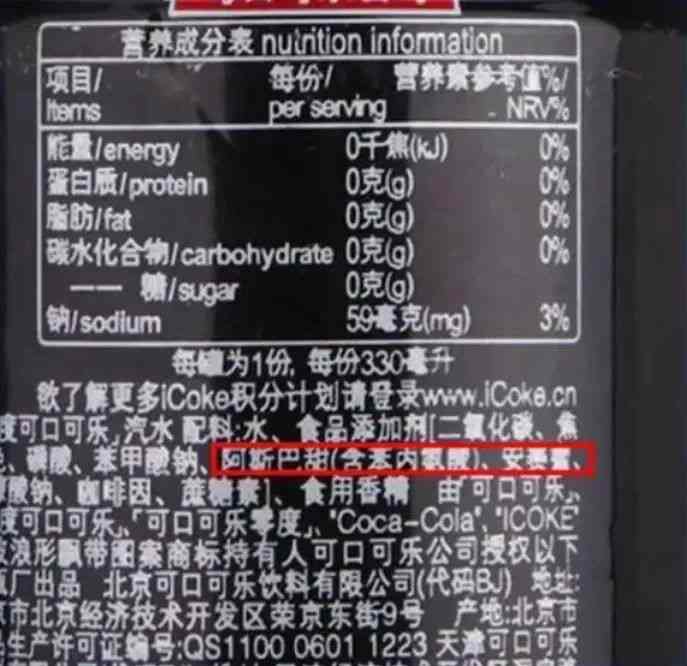 营养成分表 nutrition information
项目/ 每份/ 营养素参考值%/
Items per serving NRV%
能量/energy 0千焦(kJ) 0%
蛋白质/protein 0克(g) 0%
脂肪/fat 0克(g) 0%
碳水化合物/carbohydrate 0克(g) 0%
—— 糖/sugar 0克(g)
钠/sodium 59毫克(mg) 3%
每罐为1份, 每份330毫升
欲了解更多iCoke积分计划请登录www.iCoke.cn
度可口可乐」汽水 配料:水、食品添加剂[二氧化碳、焦
、磷酸、苯甲酸钠、阿斯巴甜(含苯丙氨酸)、安赛蜜、
酸钠、咖啡因、蔗糖素]、食用香精 由「可口可乐」、
度可口可乐」、「可口可乐零度」、"Coca-Cola"、"ICOKE"
浪形飘带图案商标持有人可口可乐公司授权以下
厂出品 北京可口可乐饮料有限公司(代码BJ) 地址:
市北京经济技术开发区荣京东街9号 产地:北京市
生产许可证编号:QS1100 0601 1223 天津可口可乐